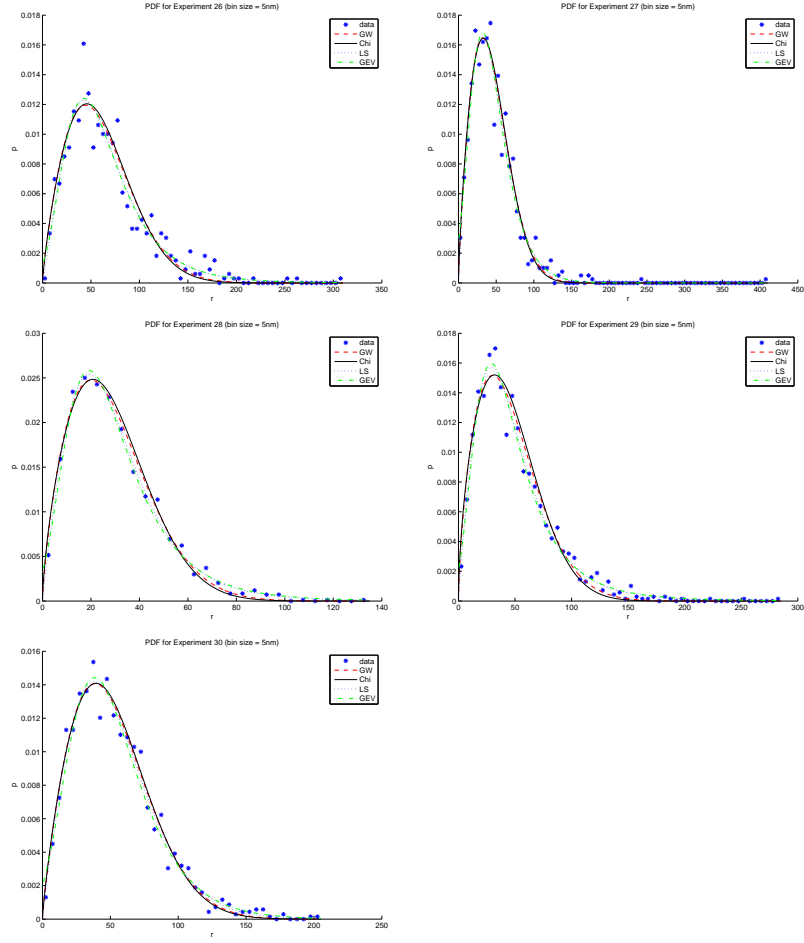 PDF for Experiment 26 (bin size = 5nm)
0.018
0.016
0.014
0.012
0.01
0.008
0.006
0.004
0.002
0
p
0 50 100 150 200 250 300 350
r
data
GW
Chi
LS
GEV
PDF for Experiment 27 (bin size = 5nm)
0.018
0.016
0.014
0.012
0.01
0.008
0.006
0.004
0.002
0
p
0 50 100 150 200 250 300 350 400 450
r
data
GW
Chi
LS
GEV
PDF for Experiment 28 (bin size = 5nm)
0.03
0.025
0.02
0.015
0.01
0.005
0
p
0 20 40 60 80 100 120 140
r
data
GW
Chi
LS
GEV
PDF for Experiment 29 (bin size = 5nm)
0.018
0.016
0.014
0.012
0.01
0.008
0.006
0.004
0.002
0
p
0 50 100 150 200 250 300
r
data
GW
Chi
LS
GEV
PDF for Experiment 30 (bin size = 5nm)
0.016
0.014
0.012
0.01
0.008
0.006
0.004
0.002
0
p
0 50 100 150 200 250
r
data
GW
Chi
LS
GEV